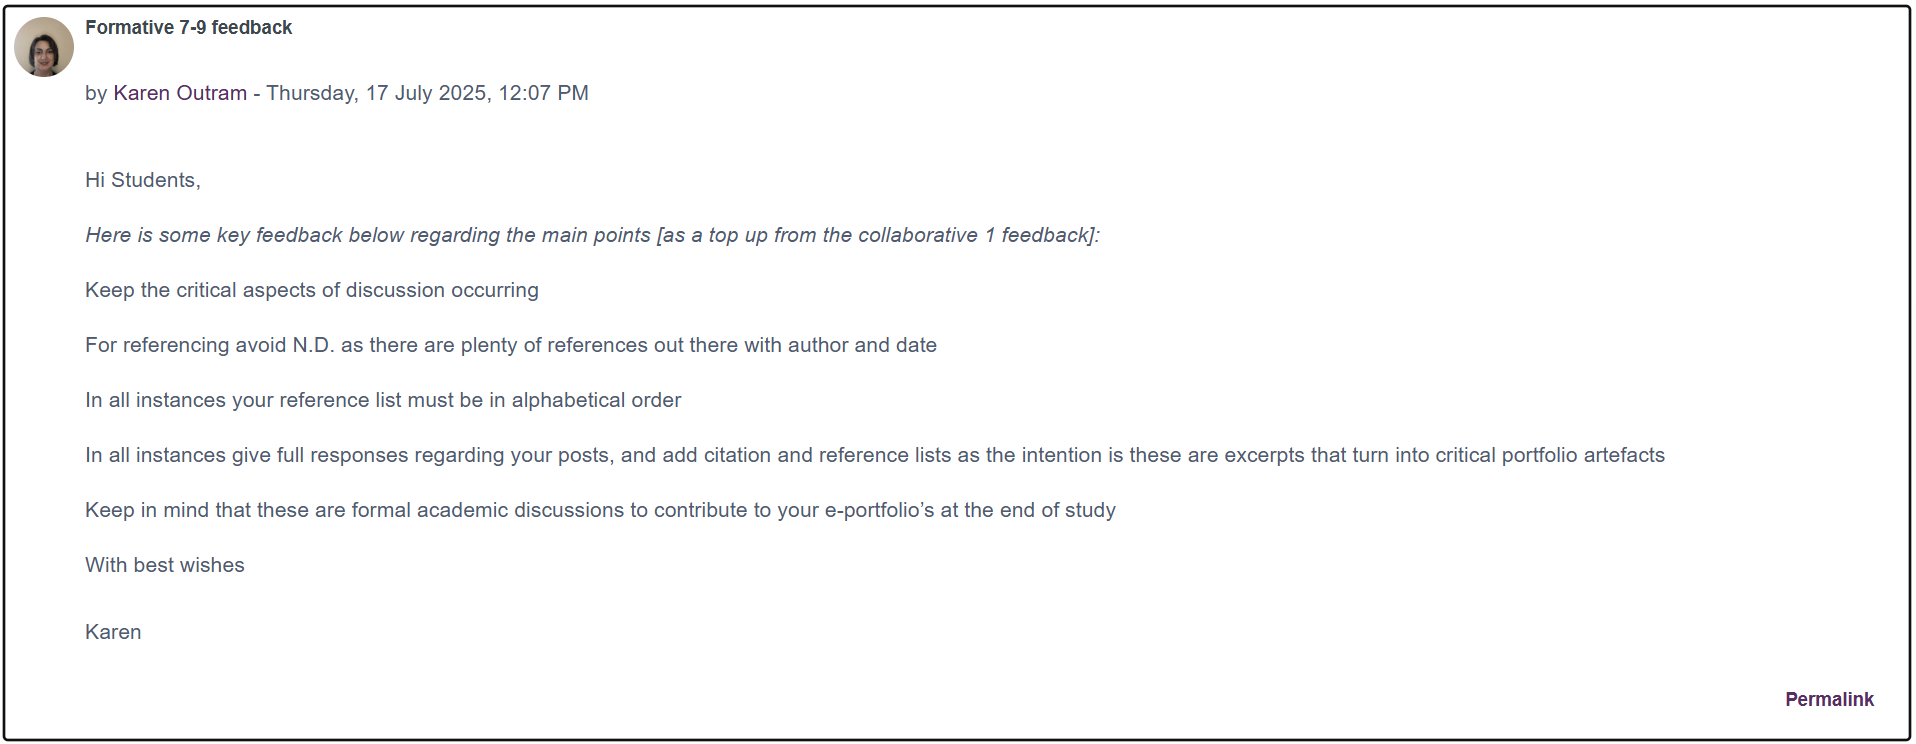 Formative 7-9 feedback
by Karen Outram - Thursday, 17 July 2025, 12:07 PM
Hi Students,
Here is some key feedback below regarding the main points [as a top up from the collaborative 1 feedback]:
Keep the critical aspects of discussion occurring
For referencing avoid N.D. as there are plenty of references out there with author and date
In all instances your reference list must be in alphabetical order
In all instances give full responses regarding your posts, and add citation and reference lists as the intention is these are excerpts that turn into critical portfolio artefacts
Keep in mind that these are formal academic discussions to contribute to your e-portfolio’s at the end of study
With best wishes
Karen
Permalink